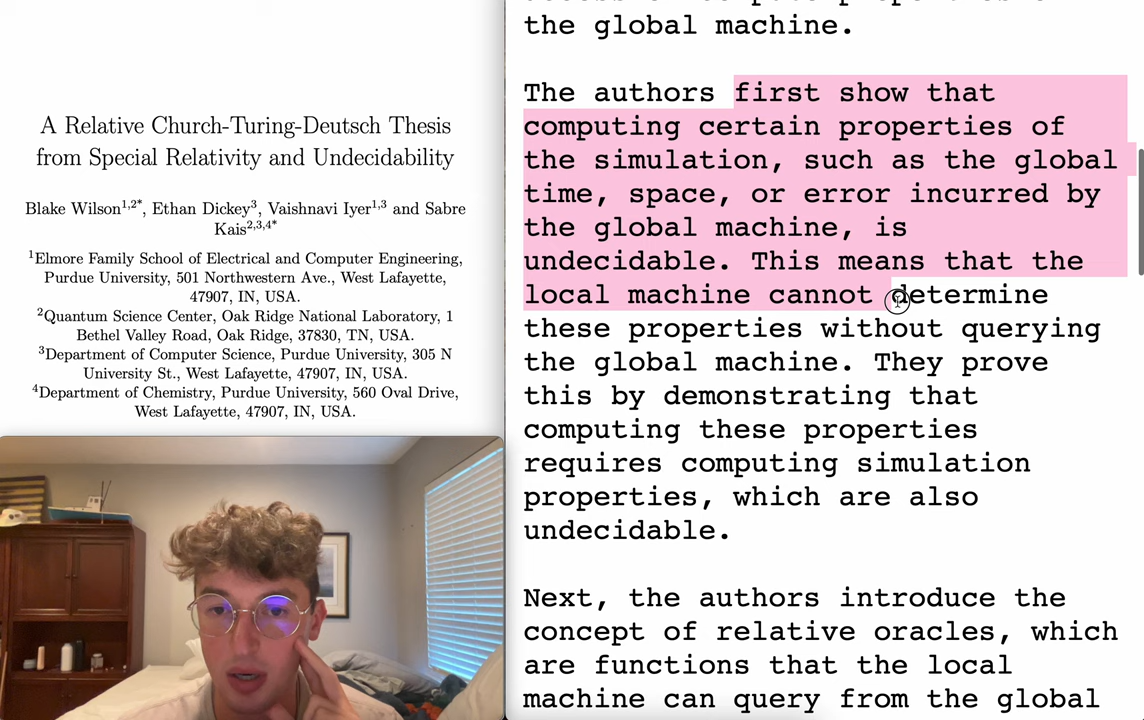 A Relative Church-Turing-Deutsch Thesis
from Special Relativity and Undecidability
Blake Wilson1,2*, Ethan Dickey3, Vaishnavi Iyer1,3 and Sabre
Kais2,3,4*
1Elmore Family School of Electrical and Computer Engineering,
Purdue University, 501 Northwestern Ave., West Lafayette,
47907, IN, USA.
2Quantum Science Center, Oak Ridge National Laboratory, 1
Bethel Valley Road, Oak Ridge, 37830, TN, USA.
3Department of Computer Science, Purdue University, 305 N
University St., West Lafayette, 47907, IN, USA.
4Department of Chemistry, Purdue University, 560 Oval Drive,
West Lafayette, 47907, IN, USA.
the global machine.
The authors first show that
computing certain properties of
the simulation, such as the global
time, space, or error incurred by
the global machine, is
undecidable. This means that the
local machine cannot determine
these properties without querying
the global machine. They prove
this by demonstrating that
computing these properties
requires computing simulation
properties, which are also
undecidable.
Next, the authors introduce the
concept of relative oracles, which
are functions that the local
machine can query from the global